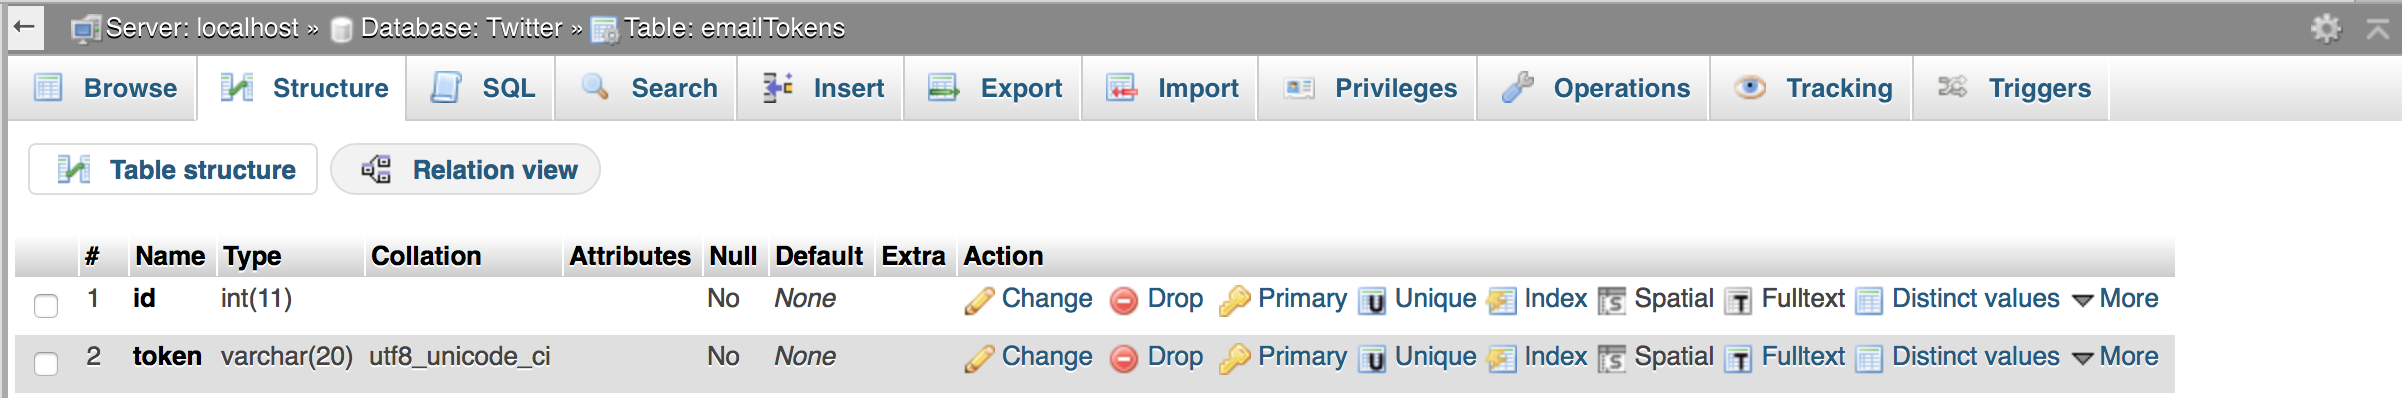 Server: localhost » Database: Twitter » Table: emailTokens
Browse Structure SQL Search Insert Export Import Privileges Operations Tracking Triggers
Table structure Relation view
# Name Type Collation Attributes Null Default Extra Action
1 id int(11) No None Change Drop Primary Unique Index Spatial Fulltext Distinct values More
2 token varchar(20) utf8_unicode_ci No None Change Drop Primary Unique Index Spatial Fulltext Distinct values More